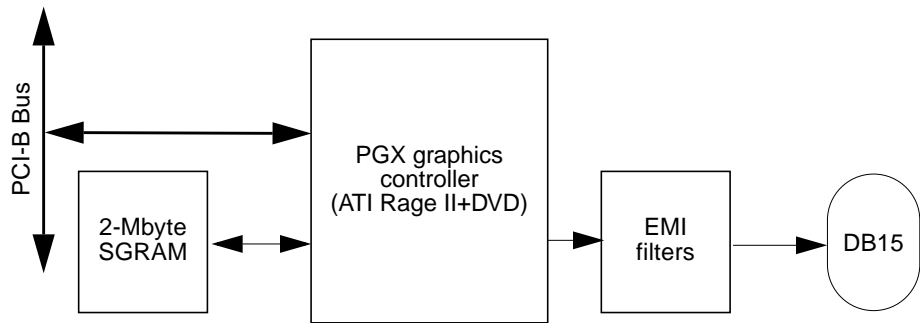 PCI-B Bus
PGX graphics
controller
(ATI Rage II+DVD)
2-Mbyte
SGRAM
EMI
filters
DB15